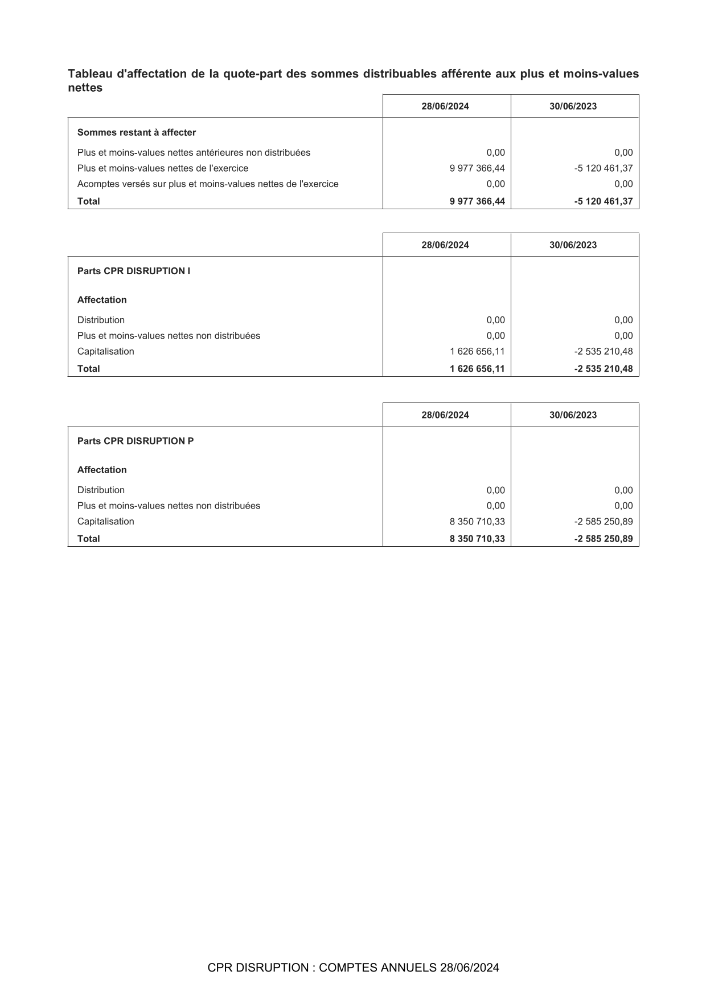 Tableau d'affectation de la quote-part des sommes distribuables afférente aux plus et moins-values
nettes
28/06/2024 30/06/2023
Sommes restant à affecter
Plus et moins-values nettes antérieures non distribuées 0,00 0,00
Plus et moins-values nettes de l'exercice 9 977 366,44 -5 120 461,37
Acomptes versés sur plus et moins-values nettes de l'exercice 0,00 0,00
Total 9 977 366,44 -5 120 461,37
28/06/2024 30/06/2023
Parts CPR DISRUPTION I
Affectation
Distribution 0,00 0,00
Plus et moins-values nettes non distribuées 0,00 0,00
Capitalisation 1 626 656,11 -2 535 210,48
Total 1 626 656,11 -2 535 210,48
28/06/2024 30/06/2023
Parts CPR DISRUPTION P
Affectation
Distribution 0,00 0,00
Plus et moins-values nettes non distribuées 0,00 0,00
Capitalisation 8 350 710,33 -2 585 250,89
Total 8 350 710,33 -2 585 250,89
CPR DISRUPTION : COMPTES ANNUELS 28/06/2024